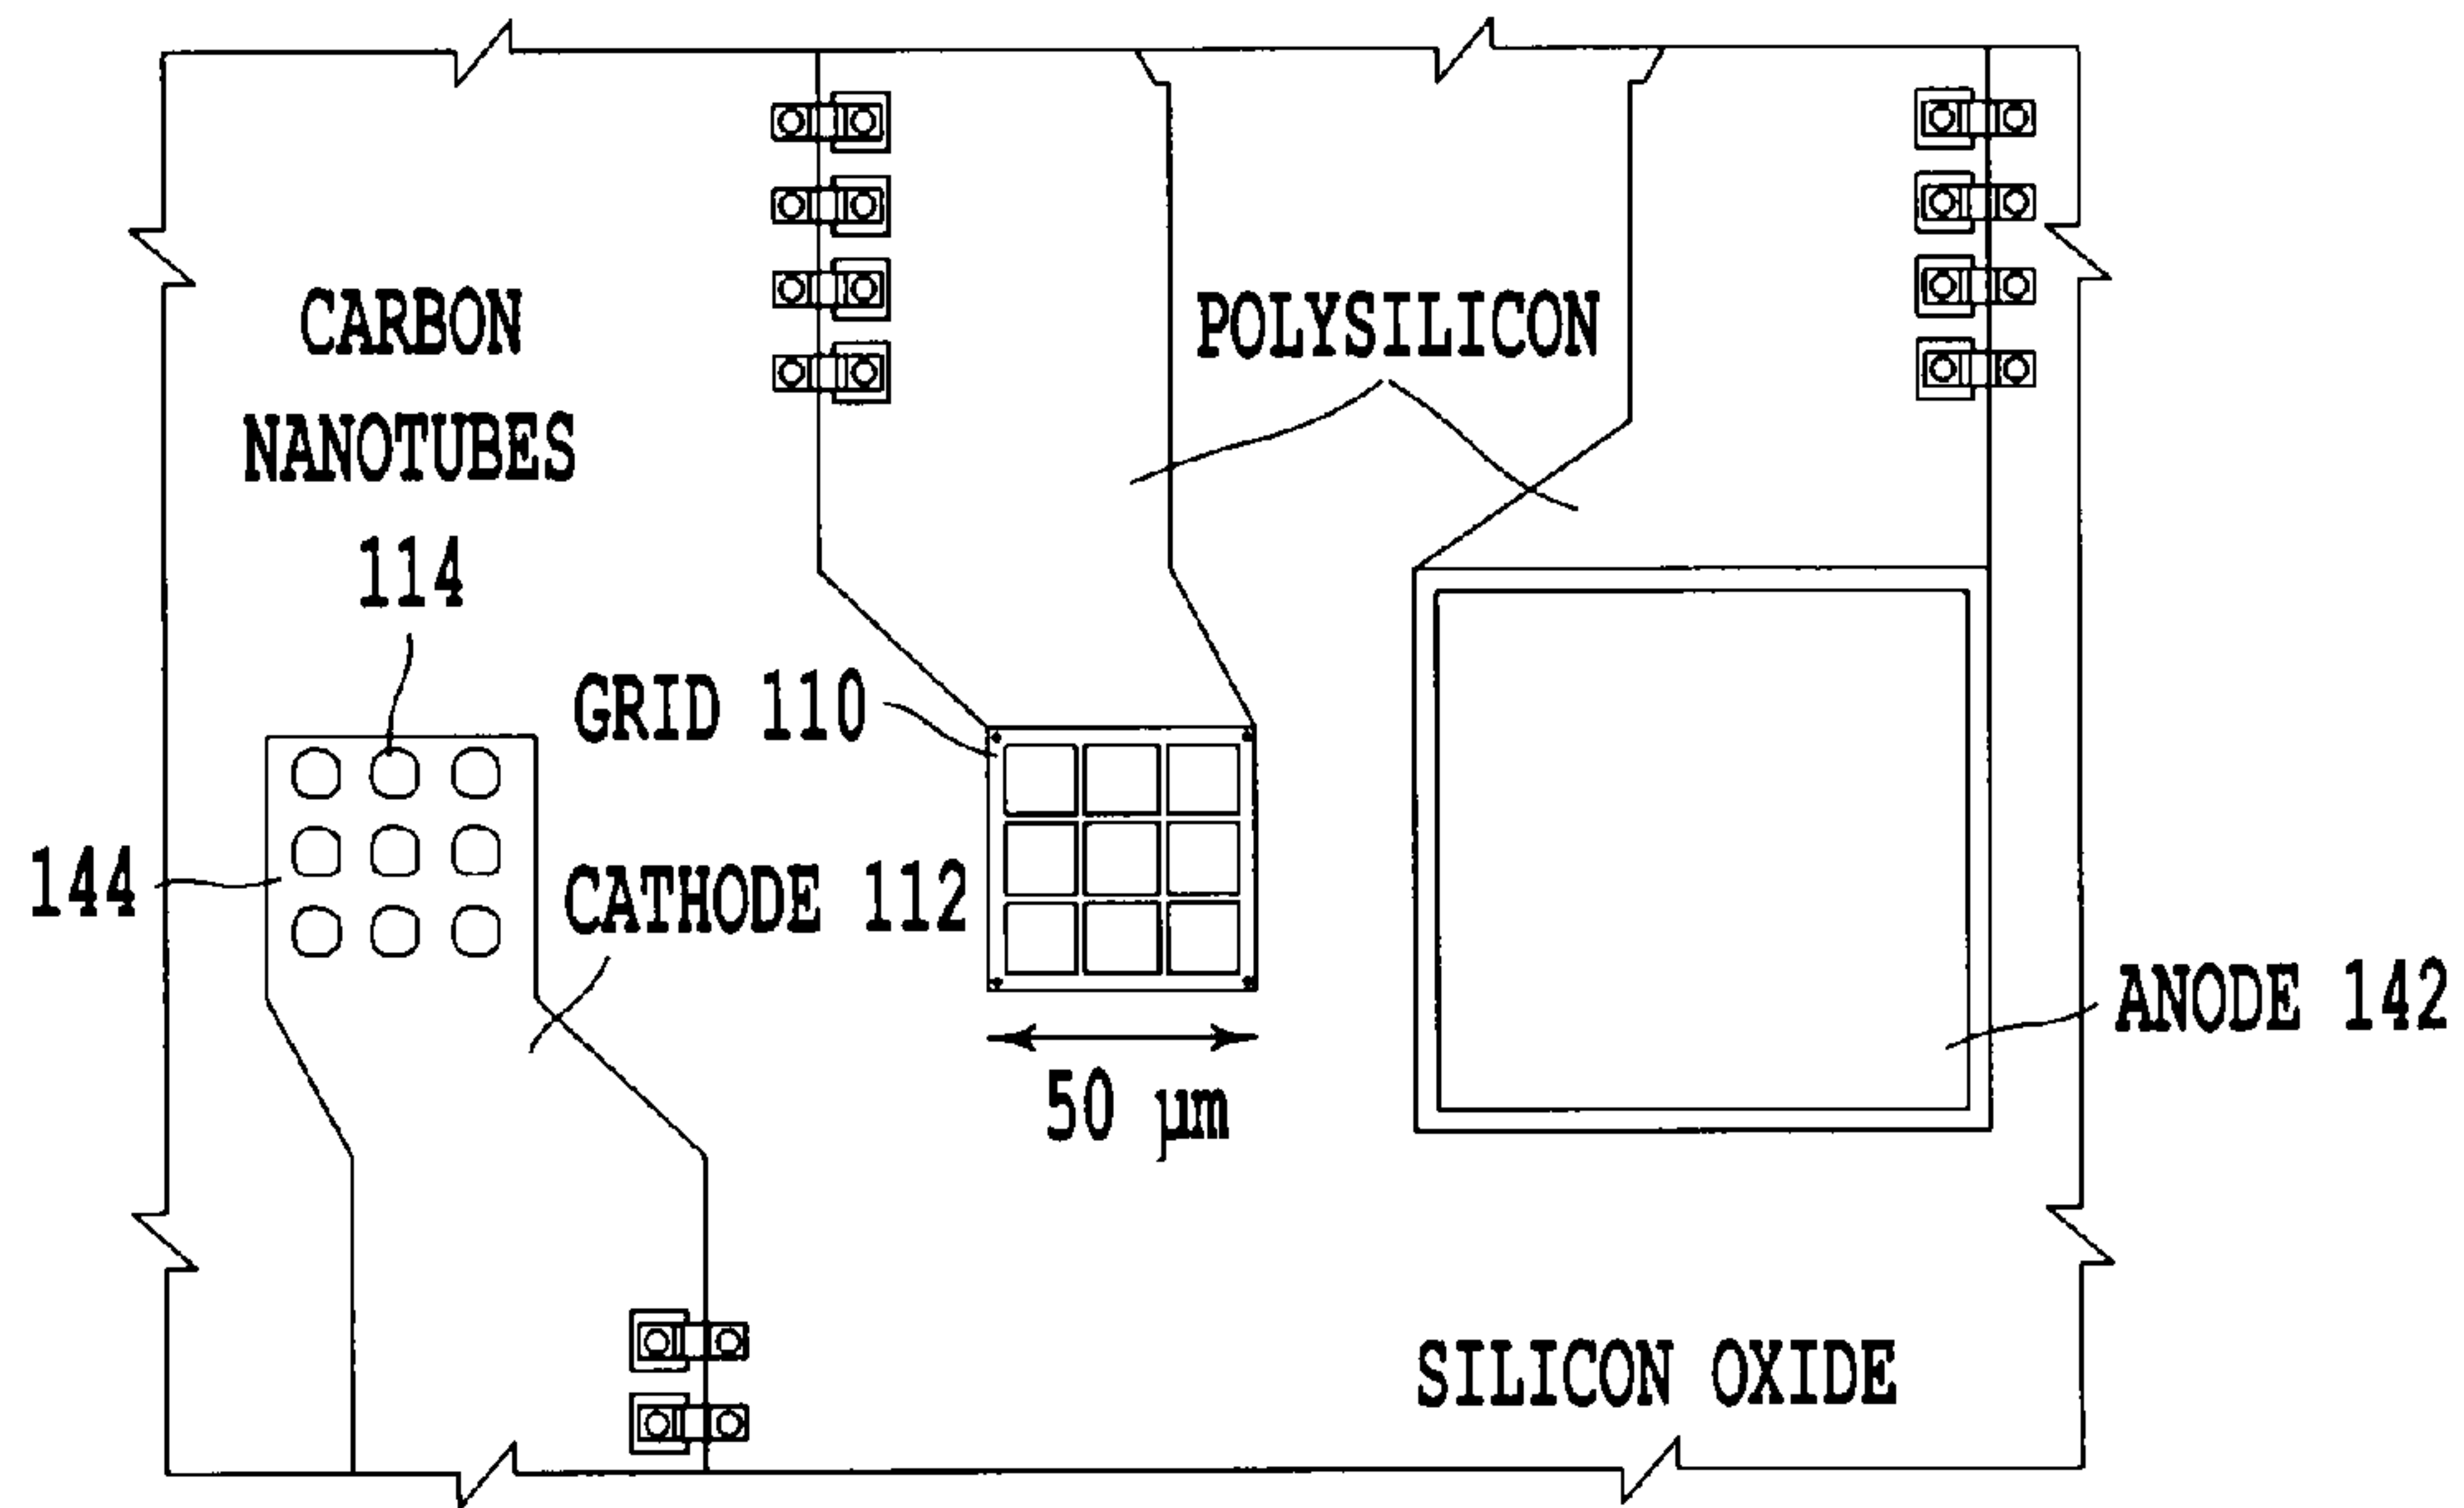 CARBON
NANOTUBES
114
POLYSILICON
GRID 110
144
CATHODE 112
ANODE 142
50 µm
SILICON OXIDE